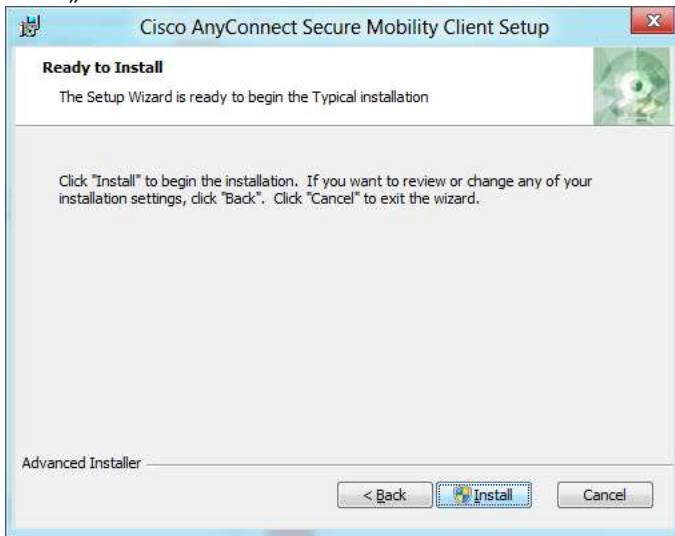 „
Cisco AnyConnect Secure Mobility Client Setup
Ready to Install
The Setup Wizard is ready to begin the Typical installation
Click "Install" to begin the installation. If you want to review or change any of your
installation settings, click "Back". Click "Cancel" to exit the wizard.
Advanced Installer
< Back Install Cancel